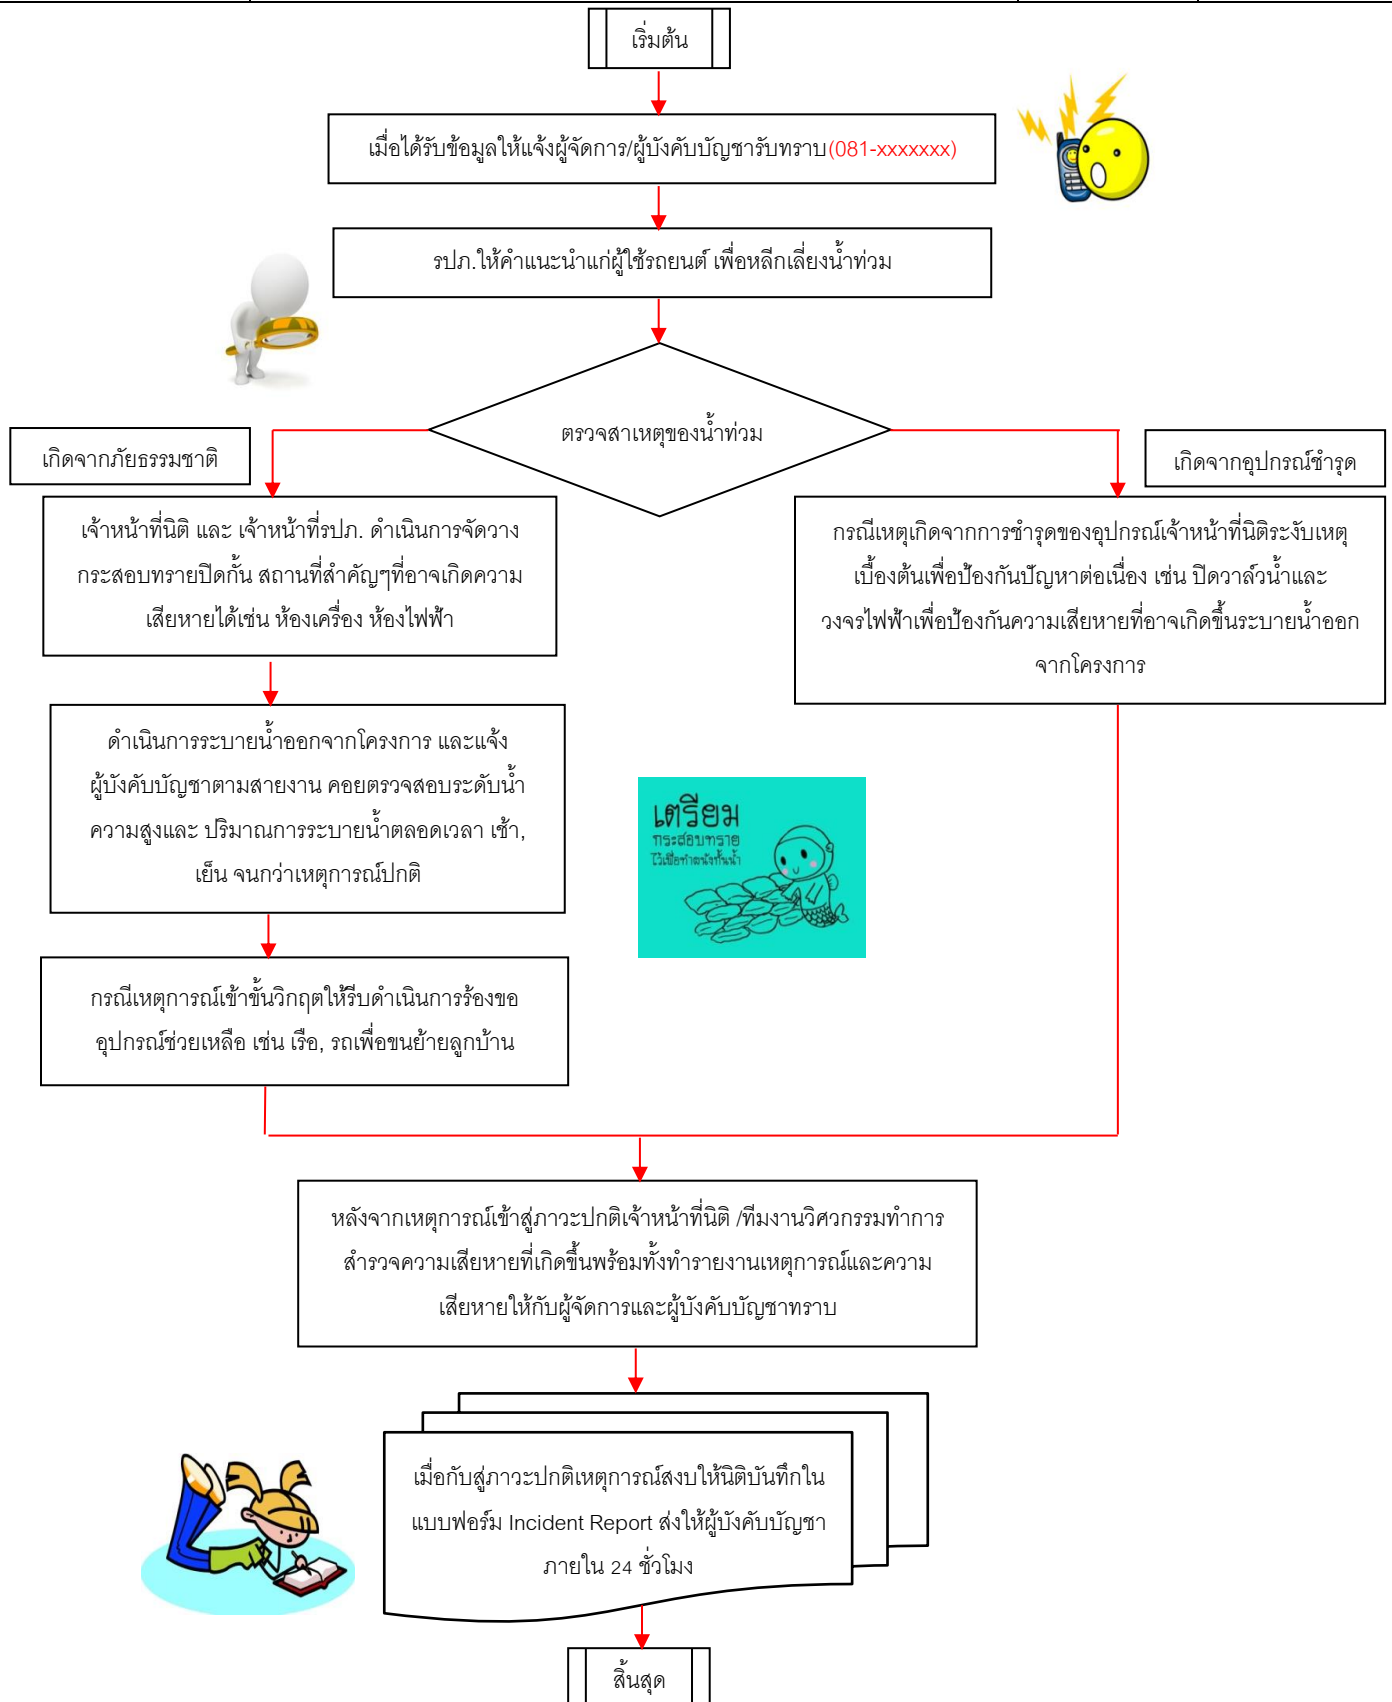 เริ่มต้น
เมื่อได้รับข้อมูลให้แจ้งผู้จัดการ/ผู้บังคับบัญชารับทราบ(081-xxxxxxx)
รปภ.ให้คำแนะนำแก่ผู้ใช้รถยนต์ เพื่อหลีกเลี่ยงน้ำท่วม
ตรวจสาเหตุของน้ำท่วม
เกิดจากภัยธรรมชาติ
เกิดจากอุปกรณ์ชำรุด
เจ้าหน้าที่นิติ และ เจ้าหน้าที่รปภ. ดำเนินการจัดวาง
กระสอบทรายปิดกั้น สถานที่สำคัญๆที่อาจเกิดความ
เสียหายได้เช่น ห้องเครื่อง ห้องไฟฟ้า
กรณีเหตุเกิดจากการชำรุดของอุปกรณ์เจ้าหน้าที่นิติระงับเหตุ
เบื้องต้นเพื่อป้องกันปัญหาต่อเนื่อง เช่น ปิดวาล์วน้ำและ
วงจรไฟฟ้าเพื่อป้องกันความเสียหายที่อาจเกิดขึ้นระบายน้ำออก
จากโครงการ
ดำเนินการระบายน้ำออกจากโครงการ และแจ้ง
ผู้บังคับบัญชาตามสายงาน คอยตรวจสอบระดับน้ำ
ความสูงและ ปริมาณการระบายน้ำตลอดเวลา เช้า,
เย็น จนกว่าเหตุการณ์ปกติ
เตรียม
กระสอบทราย
ไว้เพื่อทำผนังกั้นน้ำ
กรณีเหตุการณ์เข้าขั้นวิกฤตให้รีบดำเนินการร้องขอ
อุปกรณ์ช่วยเหลือ เช่น เรือ, รถเพื่อขนย้ายลูกบ้าน
หลังจากเหตุการณ์เข้าสู่ภาวะปกติเจ้าหน้าที่นิติ /ทีมงานวิศวกรรมทำการ
สำรวจความเสียหายที่เกิดขึ้นพร้อมทั้งทำรายงานเหตุการณ์และความ
เสียหายให้กับผู้จัดการและผู้บังคับบัญชาทราบ
เมื่อกับสู่ภาวะปกติเหตุการณ์สงบให้นิติบันทึกใน
แบบฟอร์ม Incident Report ส่งให้ผู้บังคับบัญชา
ภายใน 24 ชั่วโมง
สิ้นสุด